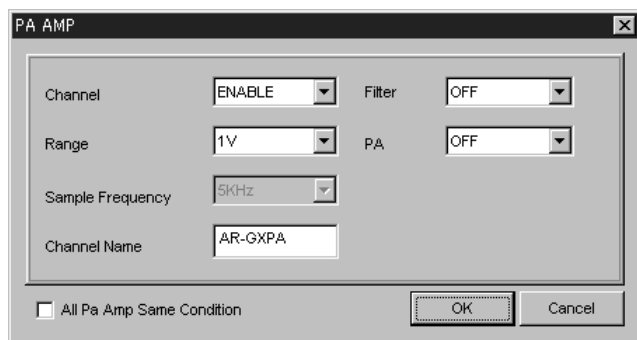 PA AMP
Channel ENABLE Filter OFF
Range 1V PA OFF
Sample Frequency 5KHz
Channel Name AR-GXPA
All Pa Amp Same Condition OK Cancel